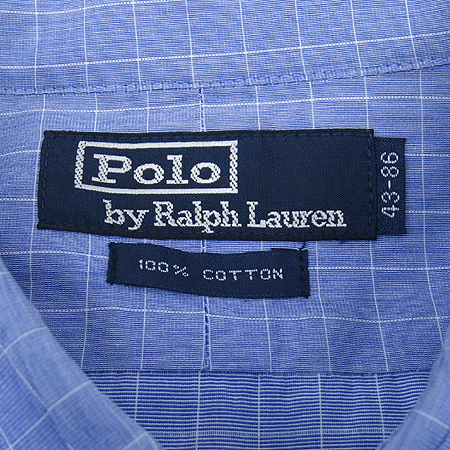 Polo
by Ralph Lauren
43-86
100% COTTON